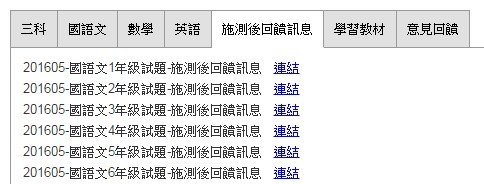 三科 國語文 數學 英語 施測後回饋訊息 學習教材 意見回饋
201605-國語文1年級試題-施測後回饋訊息 連結
201605-國語文2年級試題-施測後回饋訊息 連結
201605-國語文3年級試題-施測後回饋訊息 連結
201605-國語文4年級試題-施測後回饋訊息 連結
201605-國語文5年級試題-施測後回饋訊息 連結
201605-國語文6年級試題-施測後回饋訊息 連結